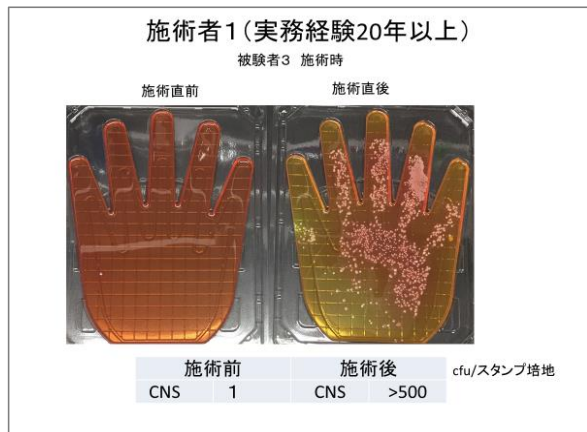 施術者1（実務経験20年以上）
被験者3 施術時
施術直前 施術直後
施術前 施術後 cfu/スタンプ培地
CNS 1 CNS >500